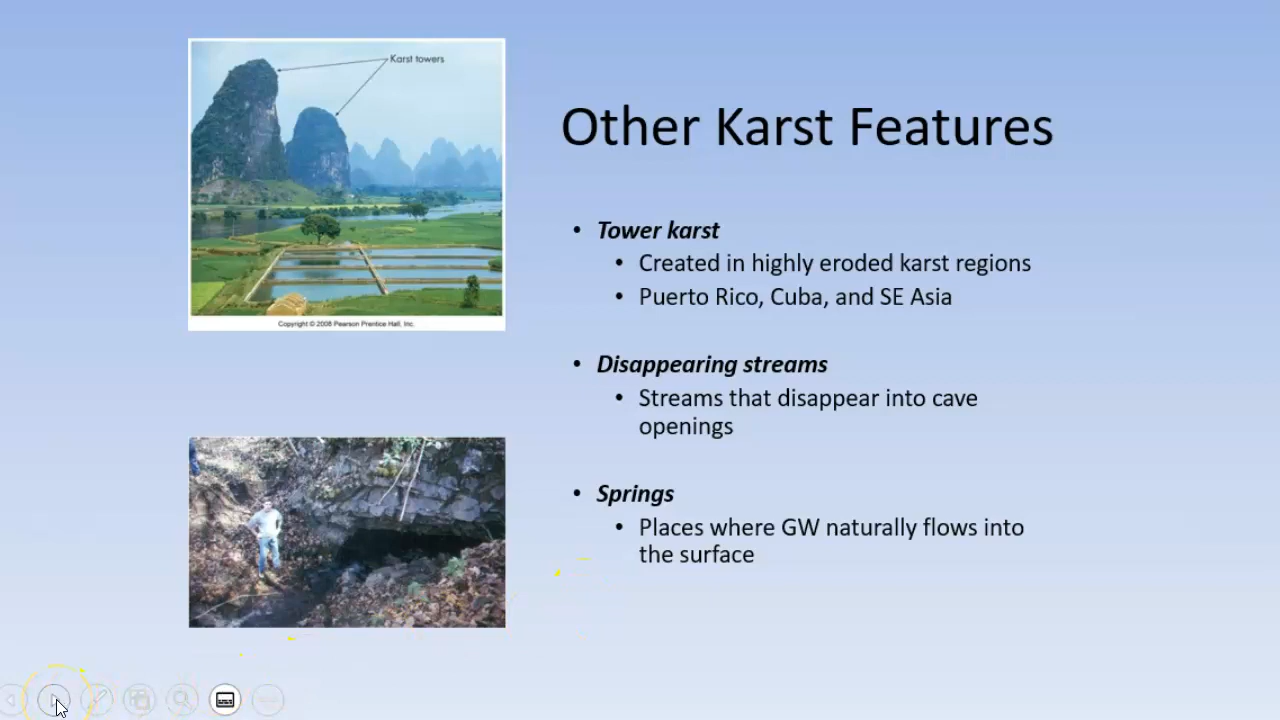 Karst towers
Copyright © 2008 Pearson Prentice Hall, Inc.
Other Karst Features
• Tower karst
• Created in highly eroded karst regions
• Puerto Rico, Cuba, and SE Asia
• Disappearing streams
• Streams that disappear into cave
openings
• Springs
• Places where GW naturally flows into
the surface